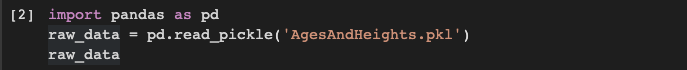 [2] import pandas as pd
raw_data = pd.read_pickle('AgesAndHeights.pkl')
raw_data